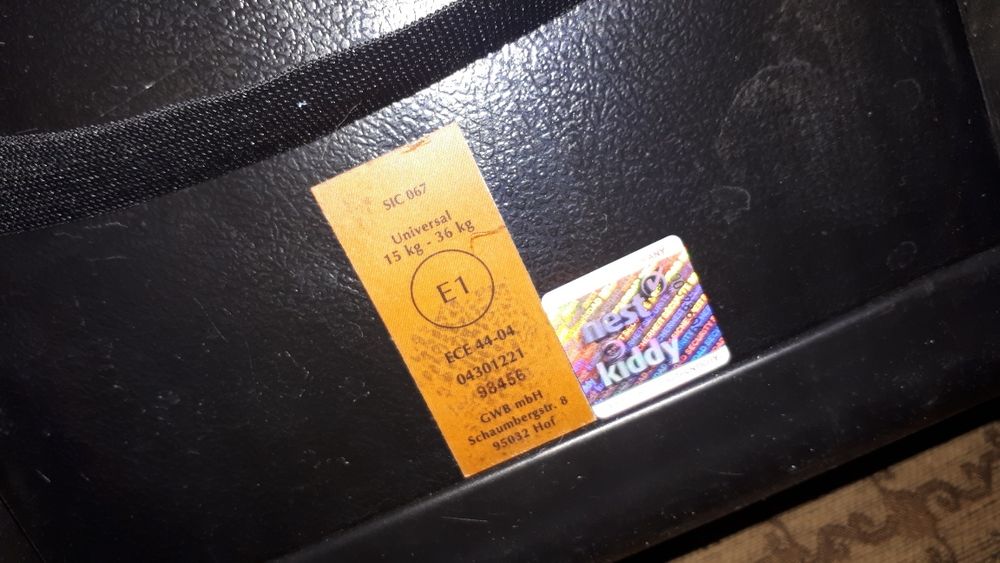 SIC 067
Universal
15 kg - 36 kg
E1
ECE 44-04
04301221
98456
GWB mbH
Schaumbergstr. 8
95032 Hof
nest
kiddy